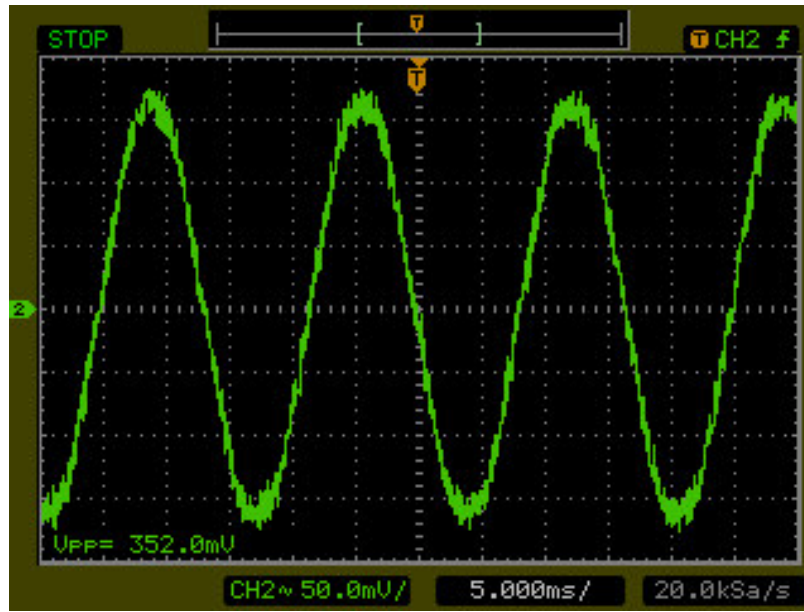 STOP
T
T CH2
T
2
VPP= 352.0mV
CH2~ 50.0mV/ 5.000ms/ 20.0kSa/s